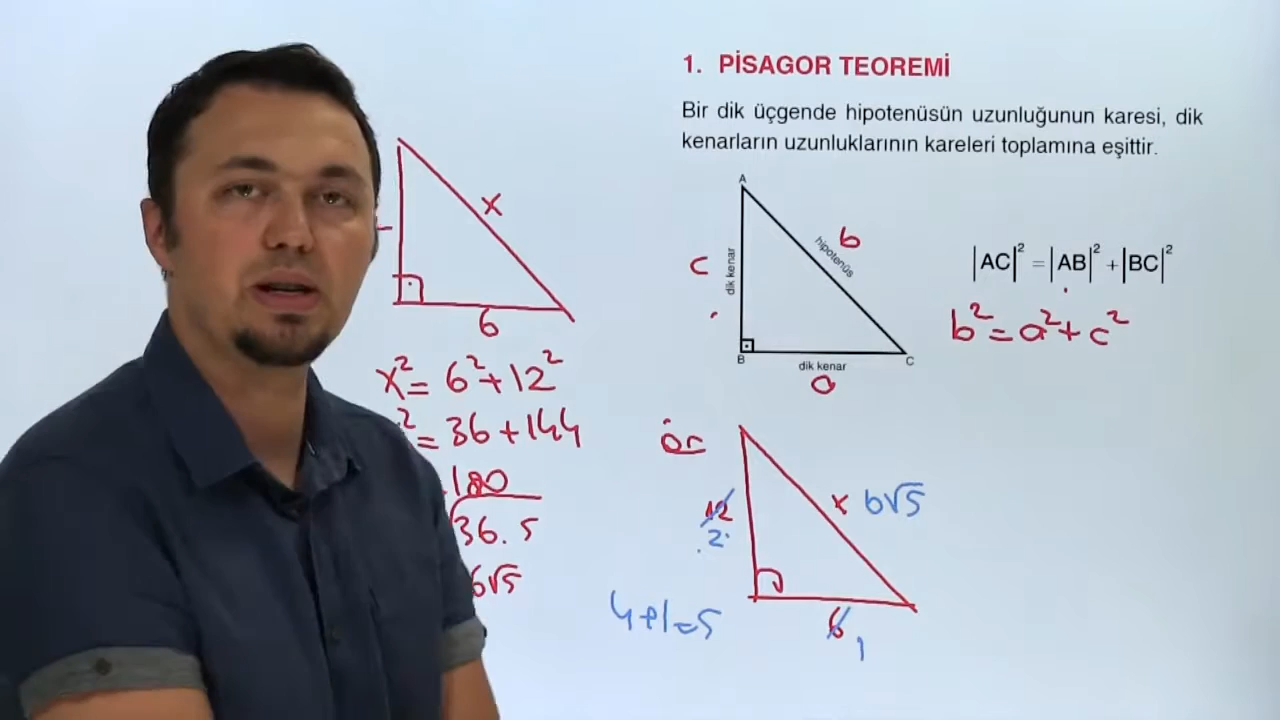 1. PİSAGOR TEOREMİ
Bir dik üçgende hipotenüsün uzunluğunun karesi, dik
kenarların uzunluklarının kareleri toplamına eşittir.
A
c
dik kenar
hipotenüs
b
B
dik kenar
C
a
|AC|² = |AB|² + |BC|²
b² = a² + c²
x
6
x² = 6² + 12²
² = 36 + 144
180
36.5
6√5
ör
12
2
x 6√5
6
1
4+1=5